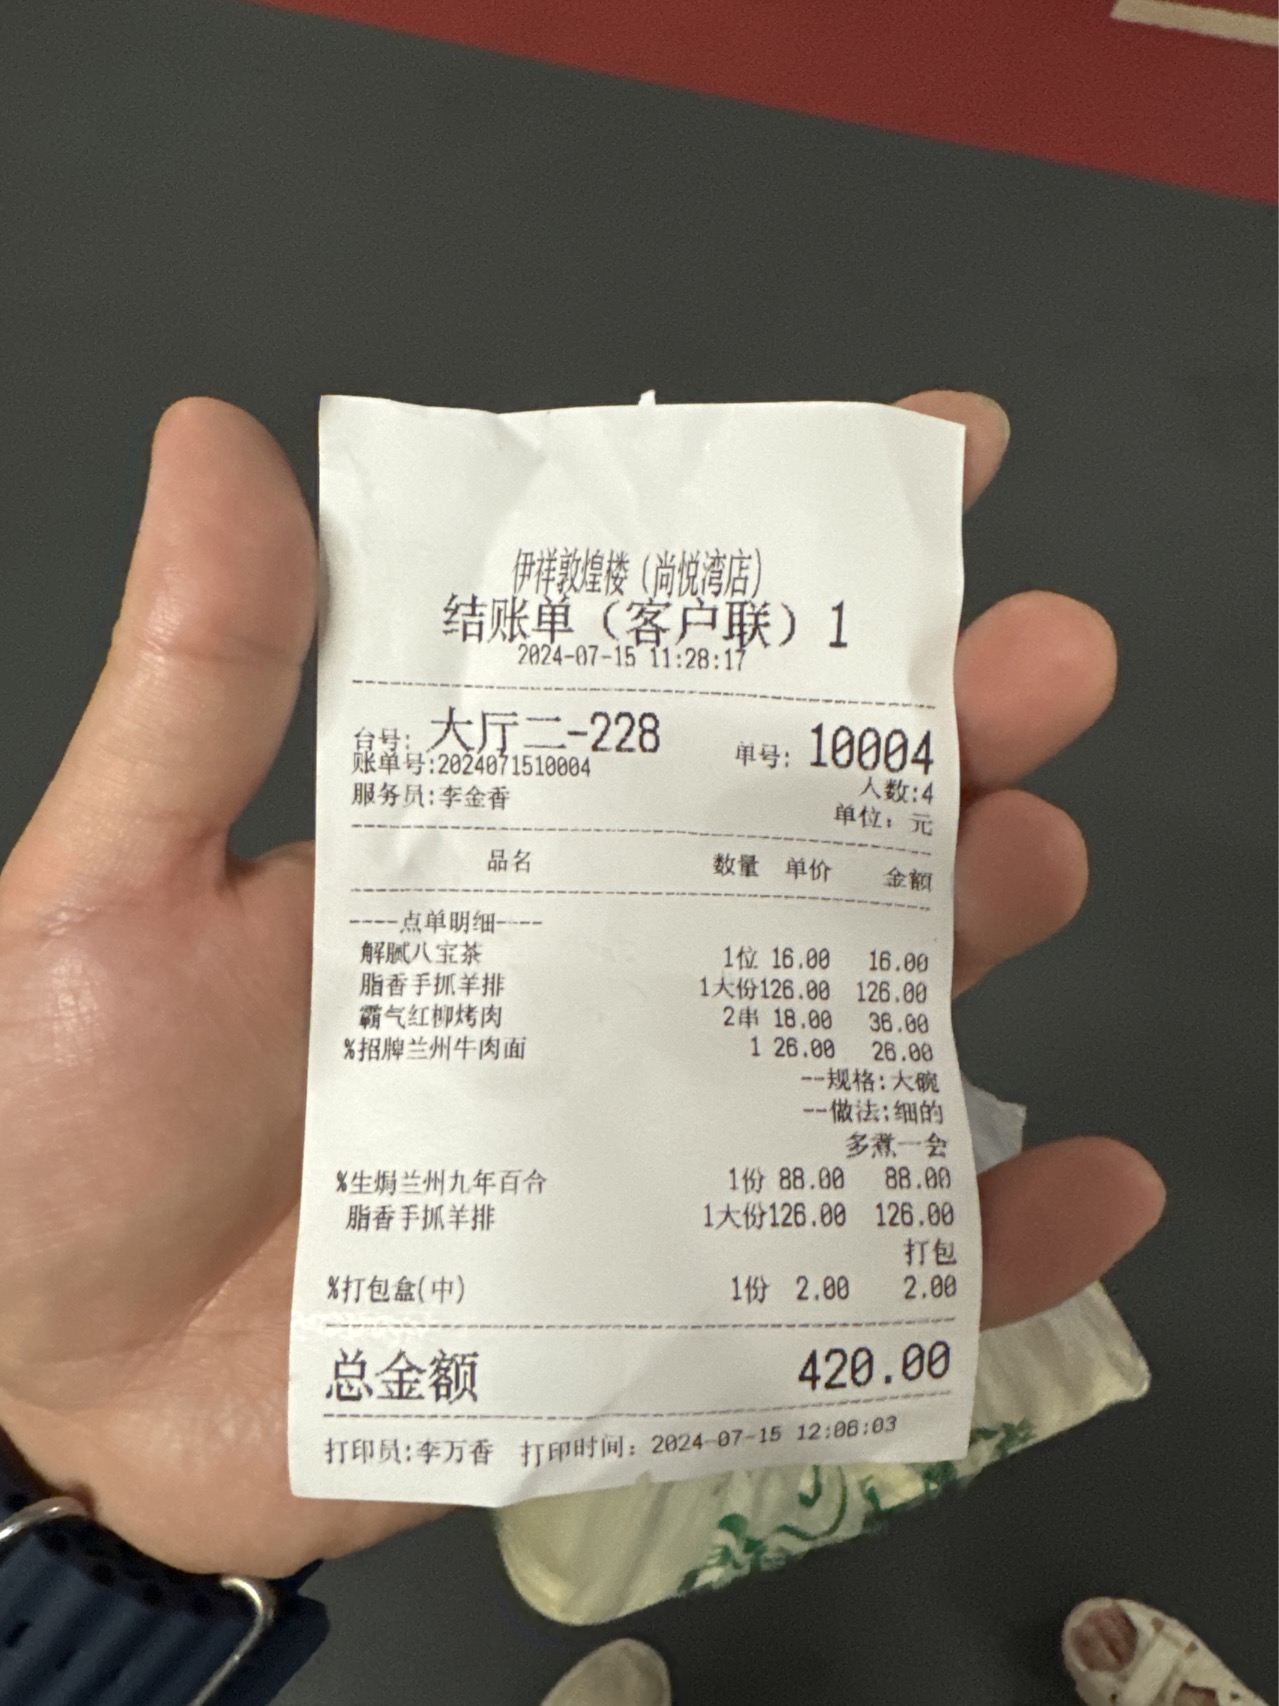 伊祥敦煌楼（尚悦湾店）
结账单（客户联）1
2024-07-15 11:28:17
台号: 大厅二-228 单号: 10004
账单号:2024071510004 人数:4
服务员:李金香 单位: 元
品名 数量 单价 金额
----点单明细----
解腻八宝茶 1位 16.00 16.00
脂香手抓羊排 1大份126.00 126.00
霸气红柳烤肉 2串 18.00 36.00
%招牌兰州牛肉面 1 26.00 26.00
--规格:大碗
--做法:细的
多煮一会
%生焗兰州九年百合 1份 88.00 88.00
脂香手抓羊排 1大份126.00 126.00
打包
%打包盒(中) 1份 2.00 2.00
总金额 420.00
打印员:李万香 打印时间: 2024-07-15 12:06:03